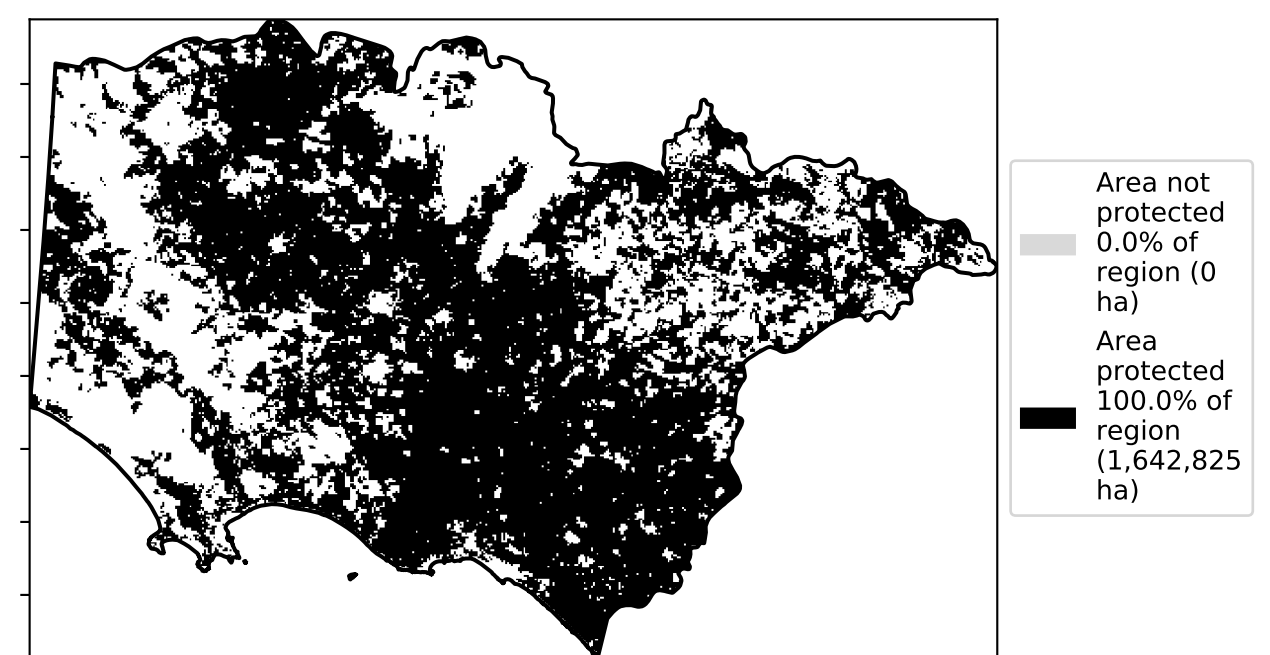 Area not
protected
0.0% of
region (0
ha)
Area
protected
100.0% of
region
(1,642,825
ha)